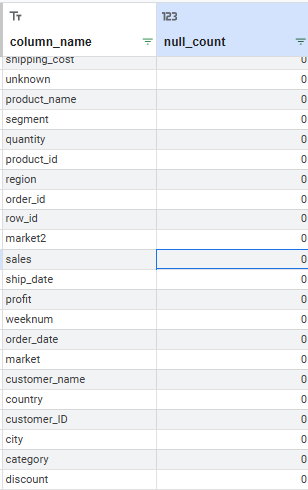 Tт 123
column_name null_count
shipping_cost 0
unknown 0
product_name 0
segment 0
quantity 0
product_id 0
region 0
order_id 0
row_id 0
market2 0
sales 0
ship_date 0
profit 0
weeknum 0
order_date 0
market 0
customer_name 0
country 0
customer_ID 0
city 0
category 0
discount 0